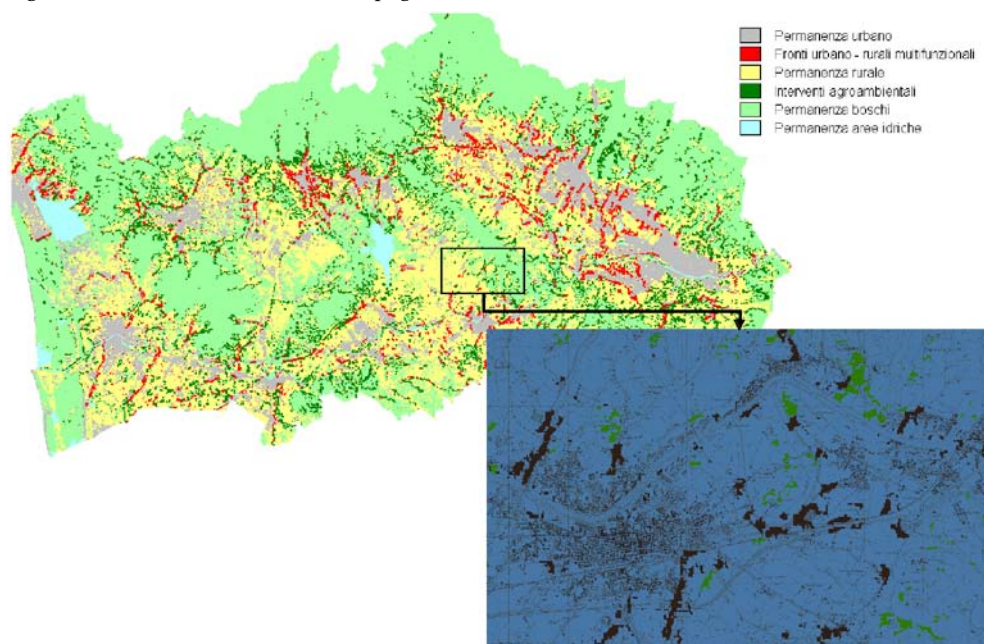 Permanenza urbano
Fronti urbano - rurali multifunzionali
Permanenza rurale
Interventi agroambientali
Permanenza boschi
Permanenza aree idriche